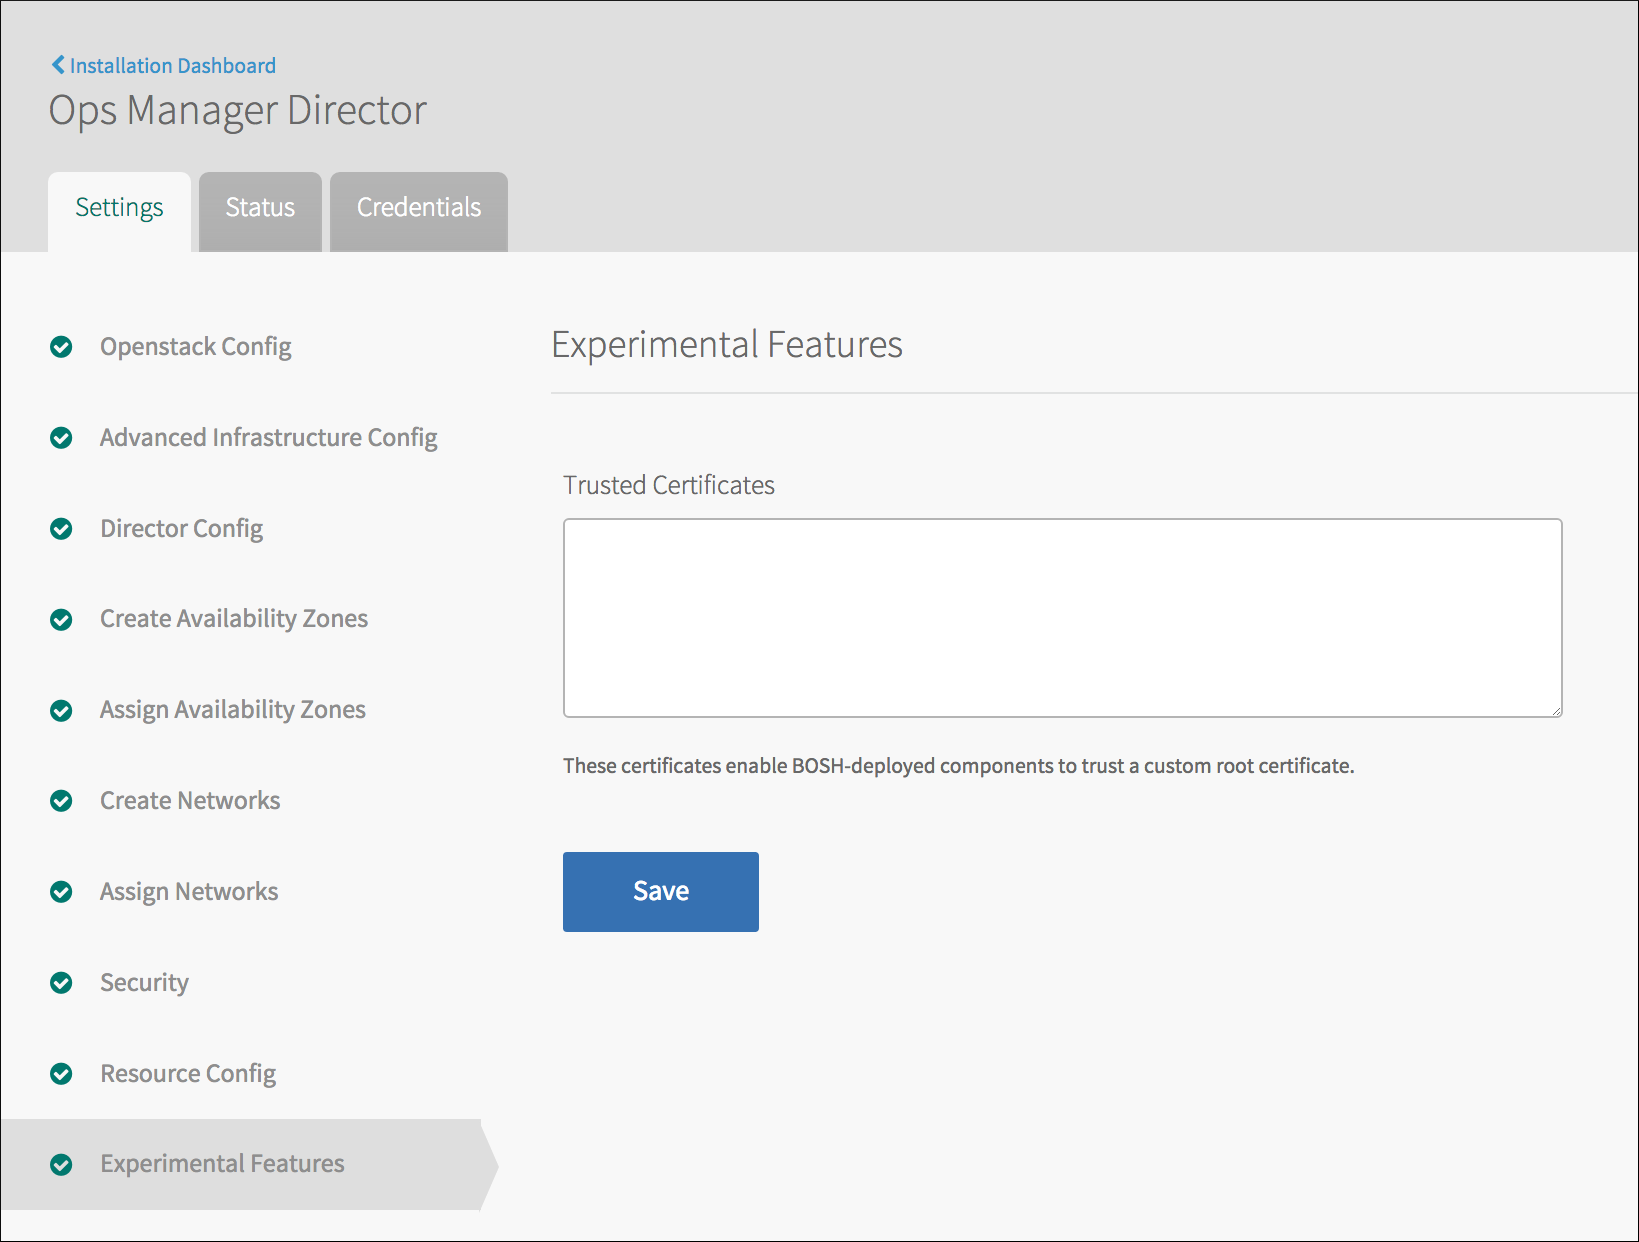 Installation Dashboard
Ops Manager Director
Settings
Status
Credentials
Openstack Config
Advanced Infrastructure Config
Director Config
Create Availability Zones
Assign Availability Zones
Create Networks
Assign Networks
Security
Resource Config
Experimental Features
Experimental Features
Trusted Certificates
These certificates enable BOSH-deployed components to trust a custom root certificate.
Save